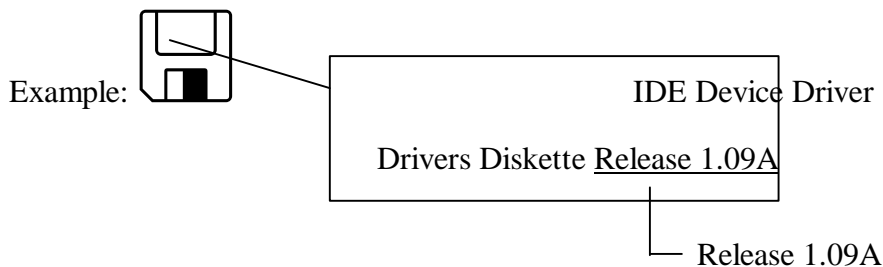 Example:
IDE Device Driver
Drivers Diskette Release 1.09A
Release 1.09A